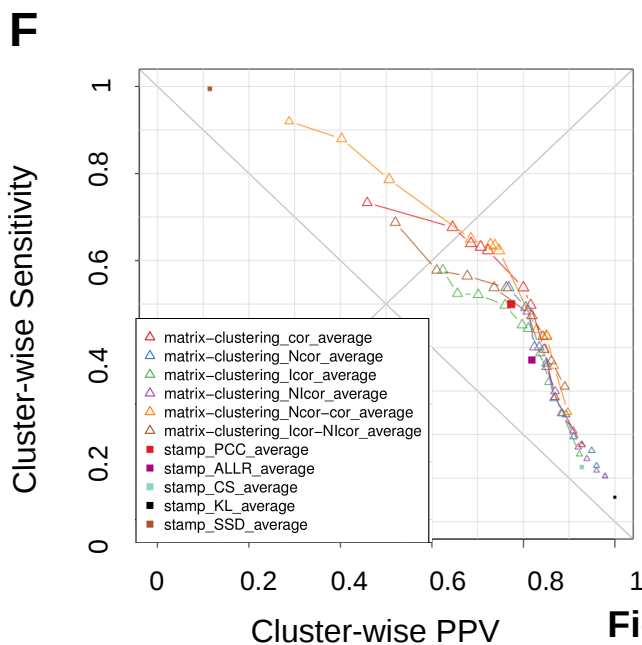 F
1
0.8
0.6
0.4
0.2
0
Cluster-wise Sensitivity
matrix−clustering_cor_average
matrix−clustering_Ncor_average
matrix−clustering_Icor_average
matrix−clustering_NIcor_average
matrix−clustering_Ncor−cor_average
matrix−clustering_Icor−NIcor_average
stamp_PCC_average
stamp_ALLR_average
stamp_CS_average
stamp_KL_average
stamp_SSD_average
0 0.2 0.4 0.6 0.8 1
Cluster-wise PPV
Fi